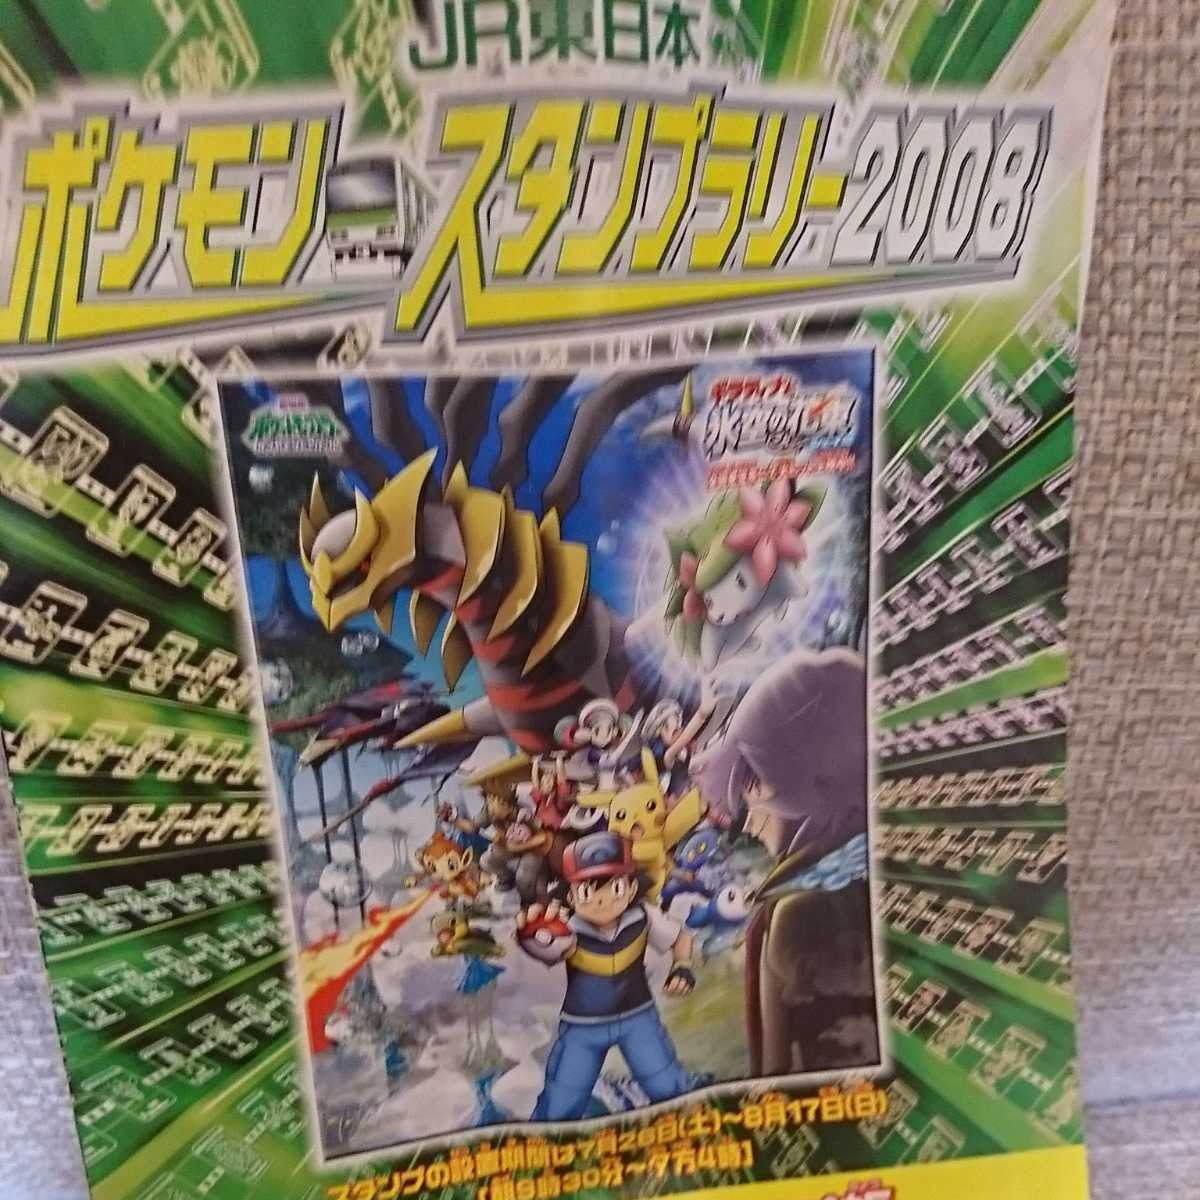 JR東日本
ポケモン スタンプラリー2008
ギラティナと
氷空の花束
スタンプの設置期間は7月26日(土)～8月17日(日)
[朝9時30分～夕方4時]